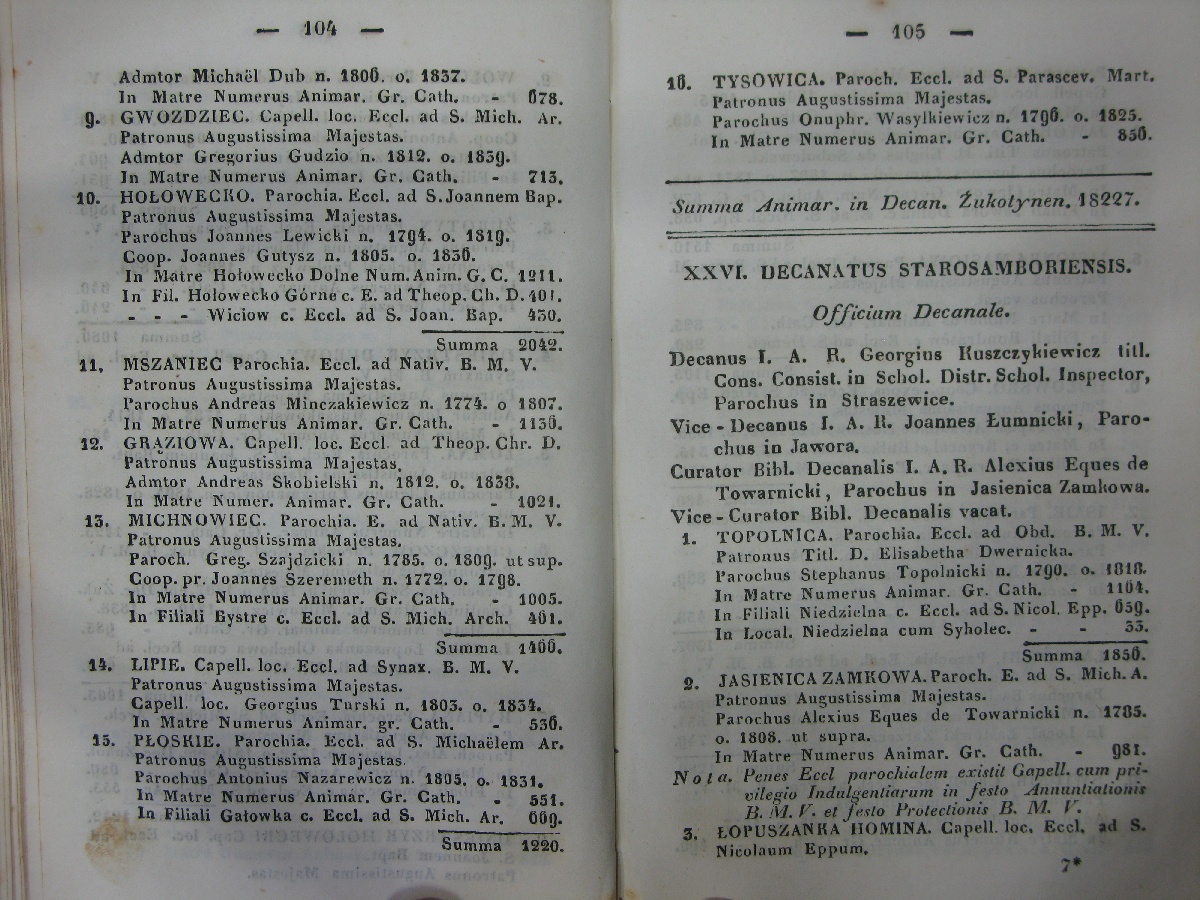 — 104 —
Admtor Michaël Dub n. 1806. o. 1837.
In Matre Numerus Animar. Gr. Cath. - 678.
9. GWOZDZIEC. Capell. loc. Eccl. ad S. Mich. Ar.
Patronus Augustissima Majestas.
Admtor Gregorius Gudzio n. 1812. o. 1839.
In Matre Numerus Animar. Gr. Cath. - 713.
10. HOŁOWECKO. Parochia. Eccl. ad S. Joannem Bap.
Patronus Augustissima Majestas.
Parochus Joannes Lewicki n. 1794. o. 1819.
Coop. Joannes Gutysz n. 1805. o. 1836.
In Matre Hołowecko Dolne Num. Anim. G. C. 1211.
In Fil. Hołowecko Górne c. E. ad Theop. Ch. D. 401.
- - - Wiciow c. Eccl. ad S. Joan. Bap. 430.
Summa 2042.
11. MSZANIEC Parochia. Eccl. ad Nativ. B. M. V.
Patronus Augustissima Majestas.
Parochus Andreas Minczakiewicz n. 1774. o 1807.
In Matre Numerus Animar. Gr. Cath. - 1136.
12. GRĄZIOWA. Capell. loc. Eccl. ad Theop. Chr. D.
Patronus Augustissima Majestas.
Admtor Andreas Skobielski n. 1812. o. 1838.
In Matre Numer. Animar. Gr. Cath. - 1021.
13. MICHNOWIEC. Parochia. E. ad Nativ. B. M. V.
Patronus Augustissima Majestas.
Paroch. Greg. Szajdzicki n. 1785. o. 1809. ut sup.
Coop. pr. Joannes Szeremeth n. 1772. o. 1798.
In Matre Numerus Animar. Gr. Cath. - 1005.
In Filiali Bystre c. Eccl. ad S. Mich. Arch. 461.
Summa 1466.
14. LIPIE. Capell. loc. Eccl. ad Synax. B. M. V.
Patronus Augustissima Majestas.
Capell. loc. Georgius Turski n. 1803. o. 1834.
In Matre Numerus Animar. gr. Cath. - 536.
15. PŁOSKIE. Parochia. Eccl. ad S. Michaëlem Ar.
Patronus Augustissima Majestas.
Parochus Antonius Nazarewicz n. 1805. o. 1831.
In Matre Numerus Animar. Gr. Cath. - 551.
In Filiali Gałowka c. Eccl. ad S. Mich. Ar. 669.
Summa 1220.
— 105 —
16. TYSOWICA. Paroch. Eccl. ad S. Parascev. Mart.
Patronus Augustissima Majestas.
Parochus Onuphr. Wasylkiewicz n. 1796. o. 1825.
In Matre Numerus Animar. Gr. Cath. - 856.
Summa Animar. in Decan. Żukotynen. 18227.
XXVI. DECANATUS STAROSAMBORIENSIS.
Officium Decanale.
Decanus I. A. R. Georgius Kuszczykiewicz titl.
Cons. Consist. in Schol. Distr. Schol. Inspector,
Parochus in Straszewice.
Vice-Decanus I. A. R. Joannes Łumnicki, Paro-
chus in Jawora.
Curator Bibl. Decanalis I. A. R. Alexius Eques de
Towarnicki, Parochus in Jasienica Zamkowa.
Vice-Curator Bibl. Decanalis vacat.
1. TOPOLNICA. Parochia. Eccl. ad Obd. B. M. V.
Patronus Titl. D. Elisabetha Dwernicka.
Parochus Stephanus Topolnicki n. 1790. o. 1818.
In Matre Numerus Animar. Gr. Cath. - 1164.
In Filiali Niedzielna c. Eccl. ad S. Nicol. Epp. 659.
In Local. Niedzielna cum Syholec. - - 33.
Summa 1856.
2. JASIENICA ZAMKOWA. Paroch. E. ad S. Mich. A.
Patronus Augustissima Majestas.
Parochus Alexius Eques de Towarnicki n. 1785.
o. 1808. ut supra.
In Matre Numerus Animar. Gr. Cath. - 981.
Nota. Penes Eccl parochialem existit Gapell. cum pri-
vilegio Indulgentiarum in festo Annuntiationis
B. M. V. et festo Protectionis B. M. V.
3. ŁOPUSZANKA HOMINA. Capell. loc. Eccl. ad S.
Nicolaum Eppum.
7*